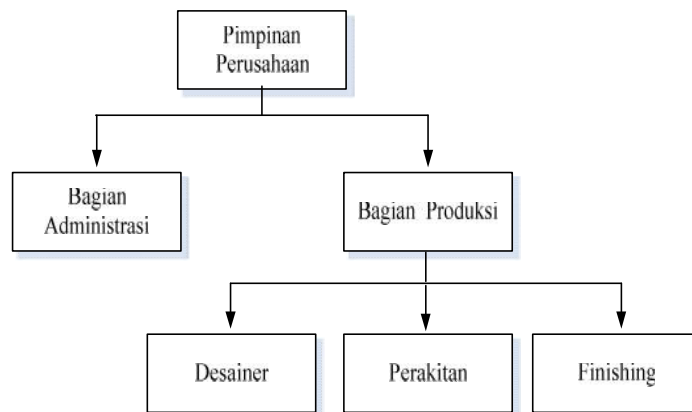 Pimpinan
Perusahaan
Bagian
Administrasi
Bagian Produksi
Desainer
Perakitan
Finishing